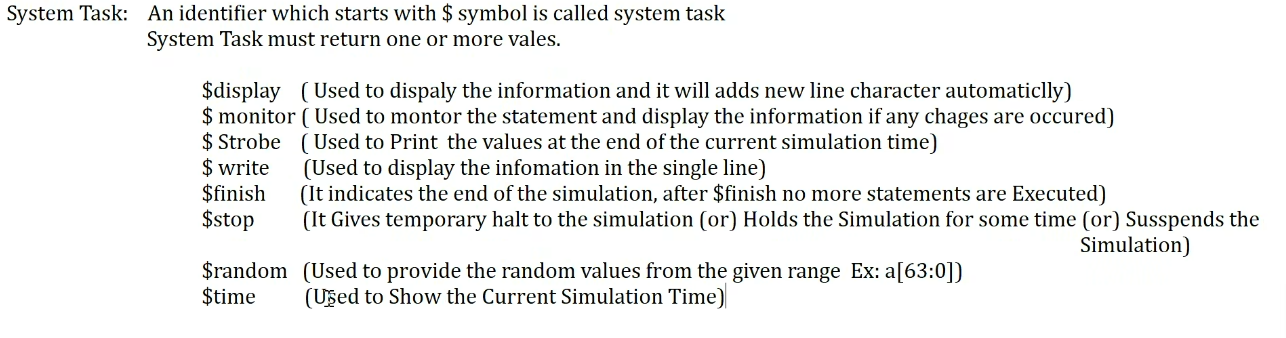 System Task: An identifier which starts with $ symbol is called system task
System Task must return one or more vales.
$display ( Used to dispaly the information and it will adds new line character automaticlly)
$ monitor ( Used to montor the statement and display the information if any chages are occured)
$ Strobe ( Used to Print the values at the end of the current simulation time)
$ write (Used to display the infomation in the single line)
$finish (It indicates the end of the simulation, after $finish no more statements are Executed)
$stop (It Gives temporary halt to the simulation (or) Holds the Simulation for some time (or) Susspends the
Simulation)
$random (Used to provide the random values from the given range Ex: a[63:0])
$time (Used to Show the Current Simulation Time)